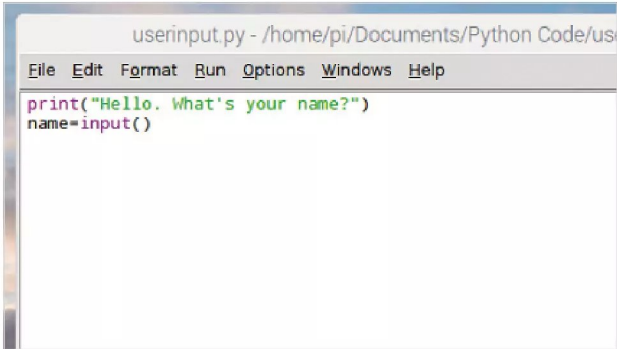 userinput.py - /home/pi/Documents/Python Code/us
File Edit Format Run Options Windows Help
print("Hello. What's your name?")
name=input()